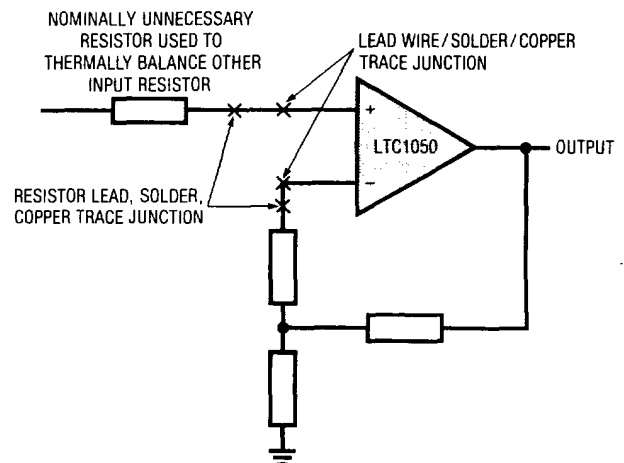 NOMINALLY UNNECESSARY
RESISTOR USED TO
THERMALLY BALANCE OTHER
INPUT RESISTOR
LEAD WIRE/SOLDER/COPPER
TRACE JUNCTION
+
LTC1050
−
OUTPUT
RESISTOR LEAD, SOLDER,
COPPER TRACE JUNCTION